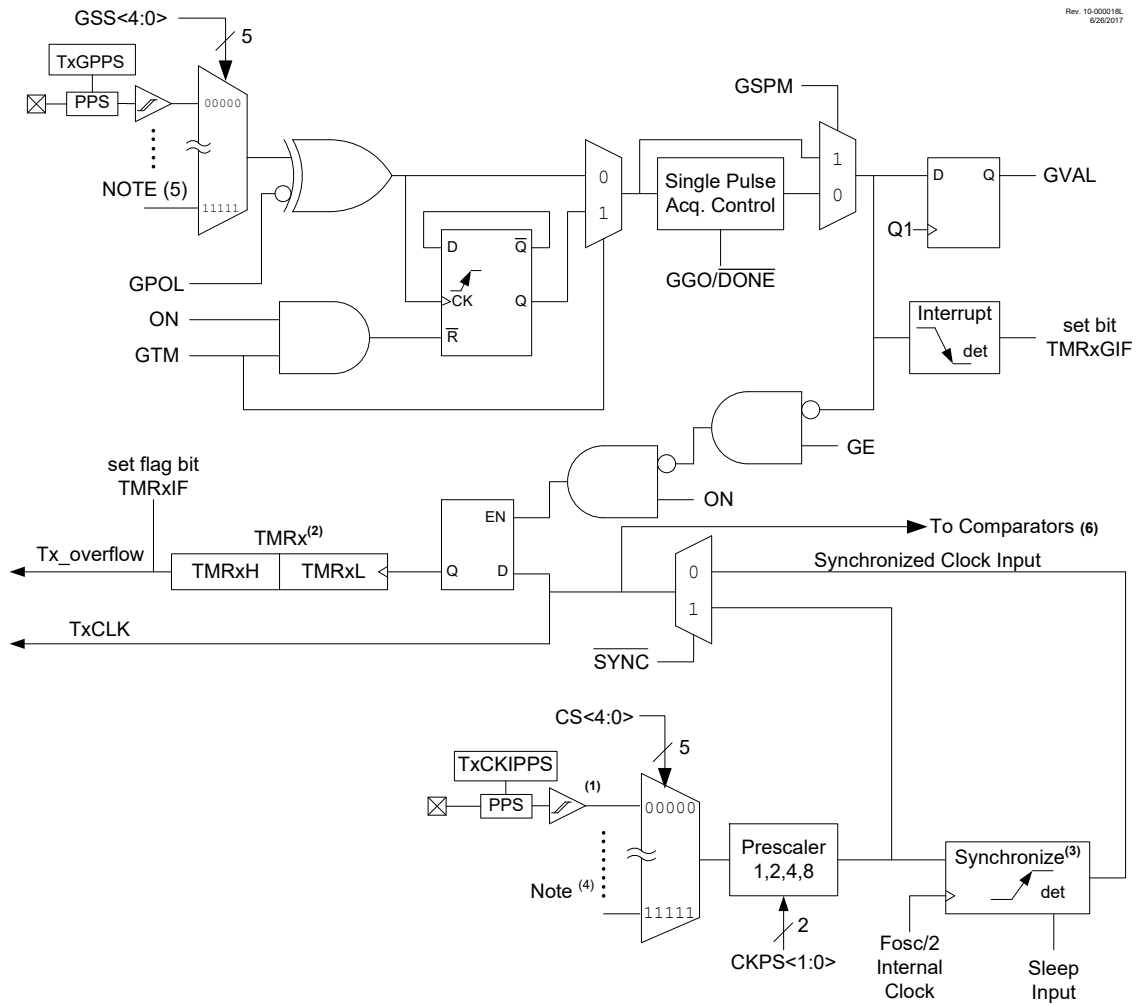 Rev. 10-000018L
6/26/2017
GSS<4:0>
5
TxGPPS
PPS
00000
NOTE (5)
11111
GPOL
ON
GTM
D
Q
CK
Q
R
0
1
Single Pulse
Acq. Control
GGO/DONE
GSPM
1
0
D
Q
Q1
GVAL
Interrupt
det
set bit
TMRxGIF
GE
ON
set flag bit
TMRxIF
Tx_overflow
TMRx(2)
TMRxH
TMRxL
EN
Q
D
To Comparators (6)
Synchronized Clock Input
0
1
SYNC
TxCLK
CS<4:0>
5
TxCKIPPS
PPS
(1)
00000
Note (4)
11111
Prescaler
1,2,4,8
2
CKPS<1:0>
Synchronize(3)
det
Fosc/2
Internal
Clock
Sleep
Input